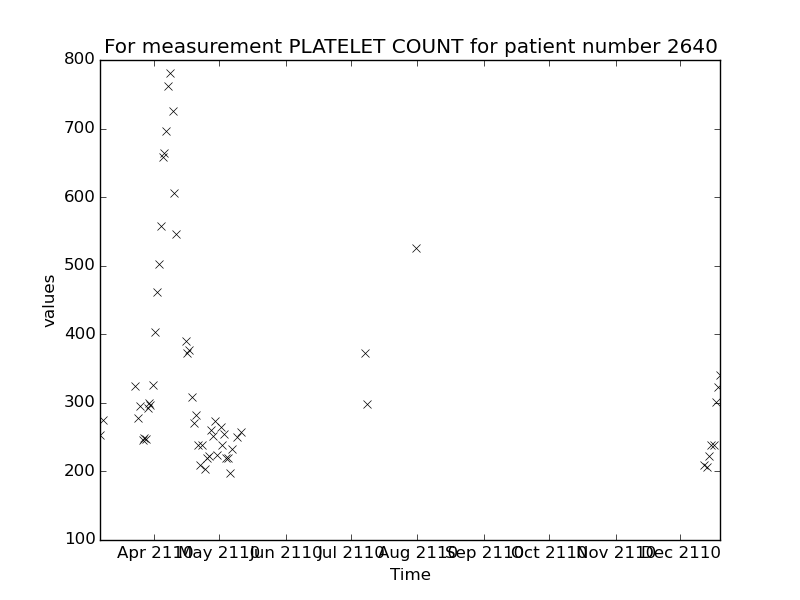 For measurement PLATELET COUNT for patient number 2640
800
700
600
500
400
300
200
100
values
Apr 2110 May 2110 Jun 2110 Jul 2110 Aug 2110 Sep 2110 Oct 2110 Nov 2110 Dec 2110
Time